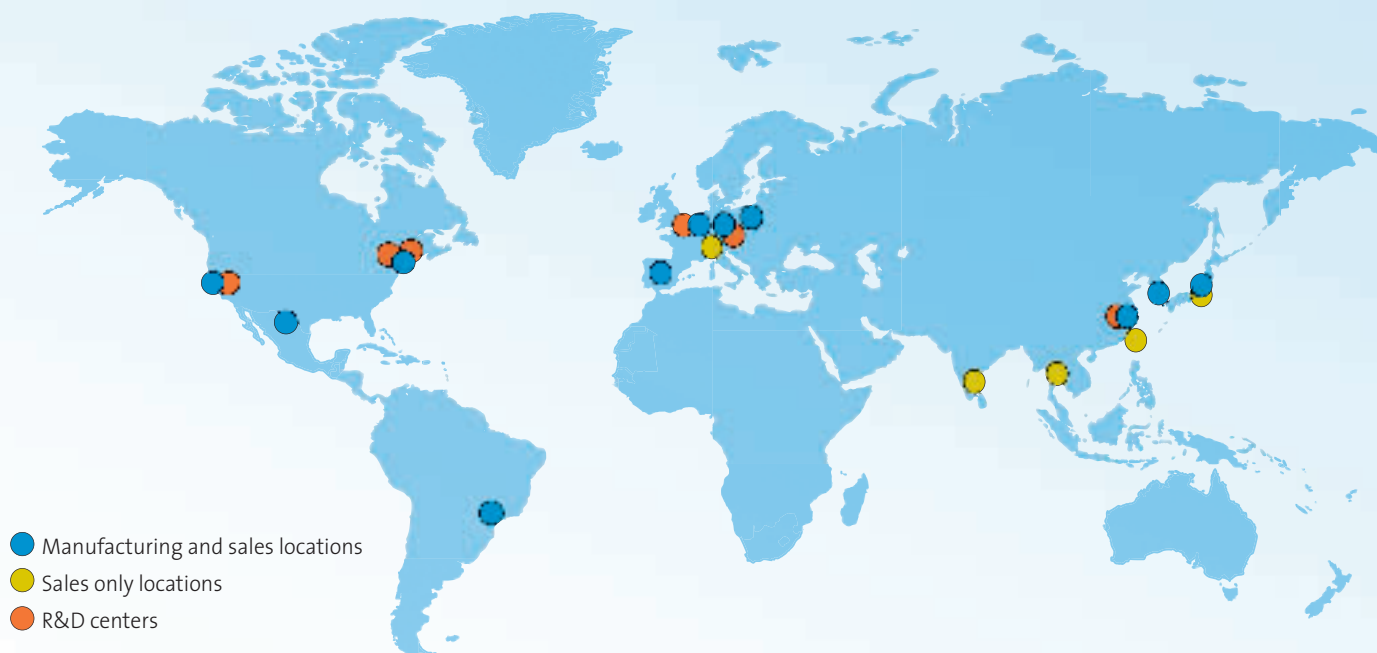 Manufacturing and sales locations
Sales only locations
R&D centers